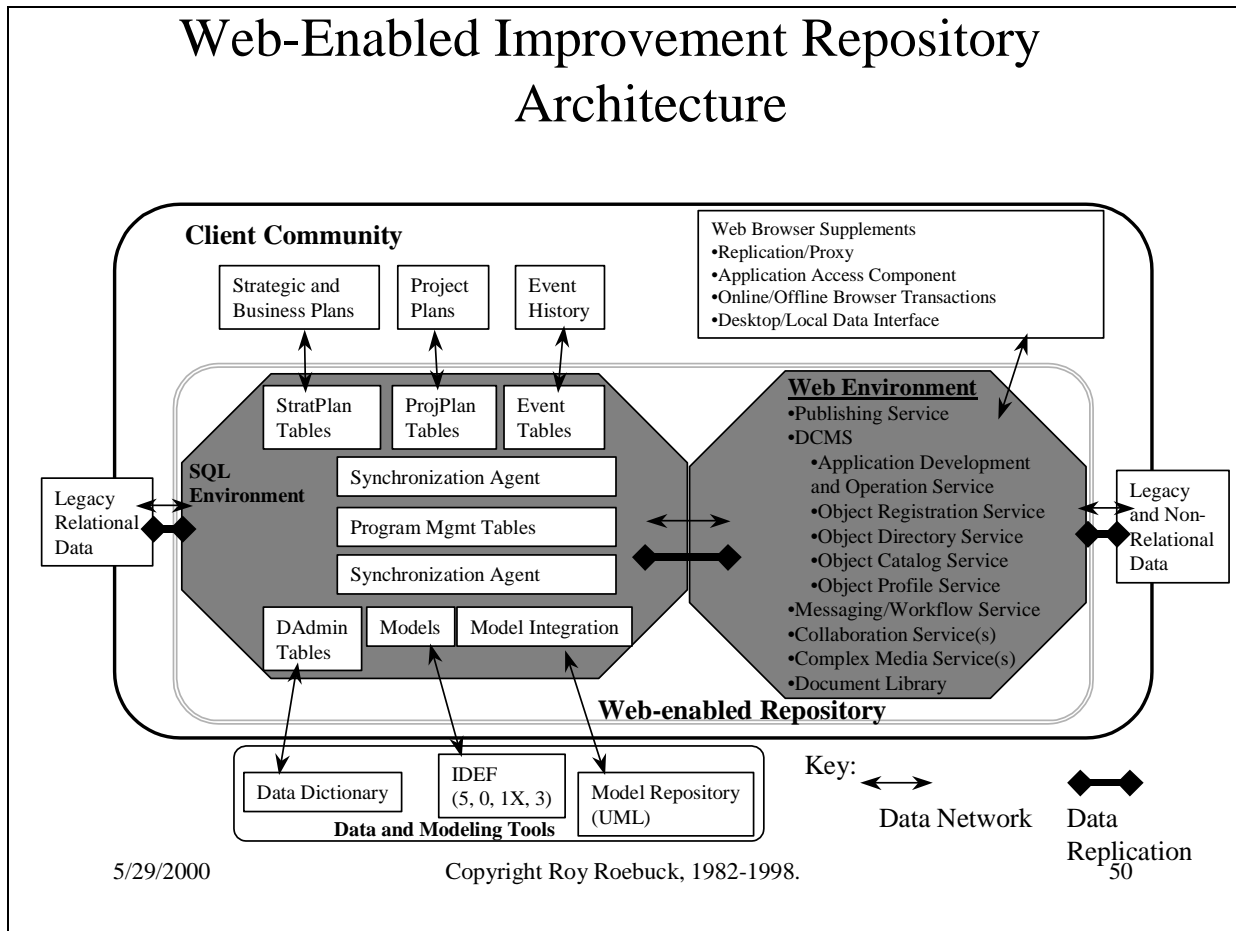 Web-Enabled Improvement Repository
Architecture
Client Community
Web Browser Supplements
•Replication/Proxy
•Application Access Component
•Online/Offline Browser Transactions
•Desktop/Local Data Interface
Strategic and
Business Plans
Project
Plans
Event
History
StratPlan
Tables
ProjPlan
Tables
Event
Tables
SQL
Environment
Synchronization Agent
Program Mgmt Tables
Synchronization Agent
DAdmin
Tables
Models
Model Integration
Legacy
Relational
Data
Web Environment
•Publishing Service
•DCMS
•Application Development
and Operation Service
•Object Registration Service
•Object Directory Service
•Object Catalog Service
•Object Profile Service
•Messaging/Workflow Service
•Collaboration Service(s)
•Complex Media Service(s)
•Document Library
Legacy
and Non-
Relational
Data
Web-enabled Repository
Data Dictionary
IDEF
(5, 0, 1X, 3)
Model Repository
(UML)
Data and Modeling Tools
Key:
Data Network
Data
Replication
5/29/2000
Copyright Roy Roebuck, 1982-1998.
50